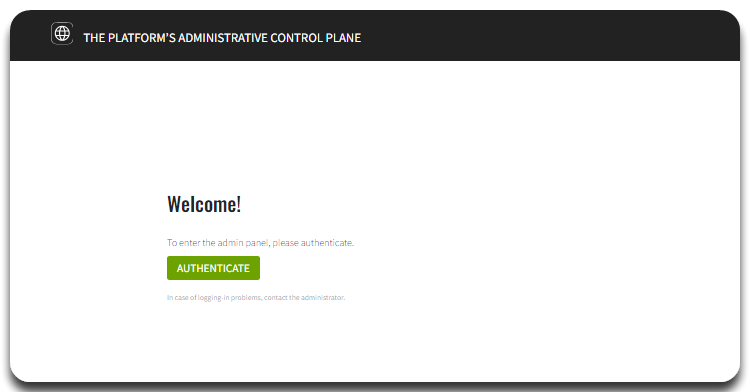 THE PLATFORM'S ADMINISTRATIVE CONTROL PLANE
Welcome!
To enter the admin panel, please authenticate.
AUTHENTICATE
In case of logging-in problems, contact the administrator.